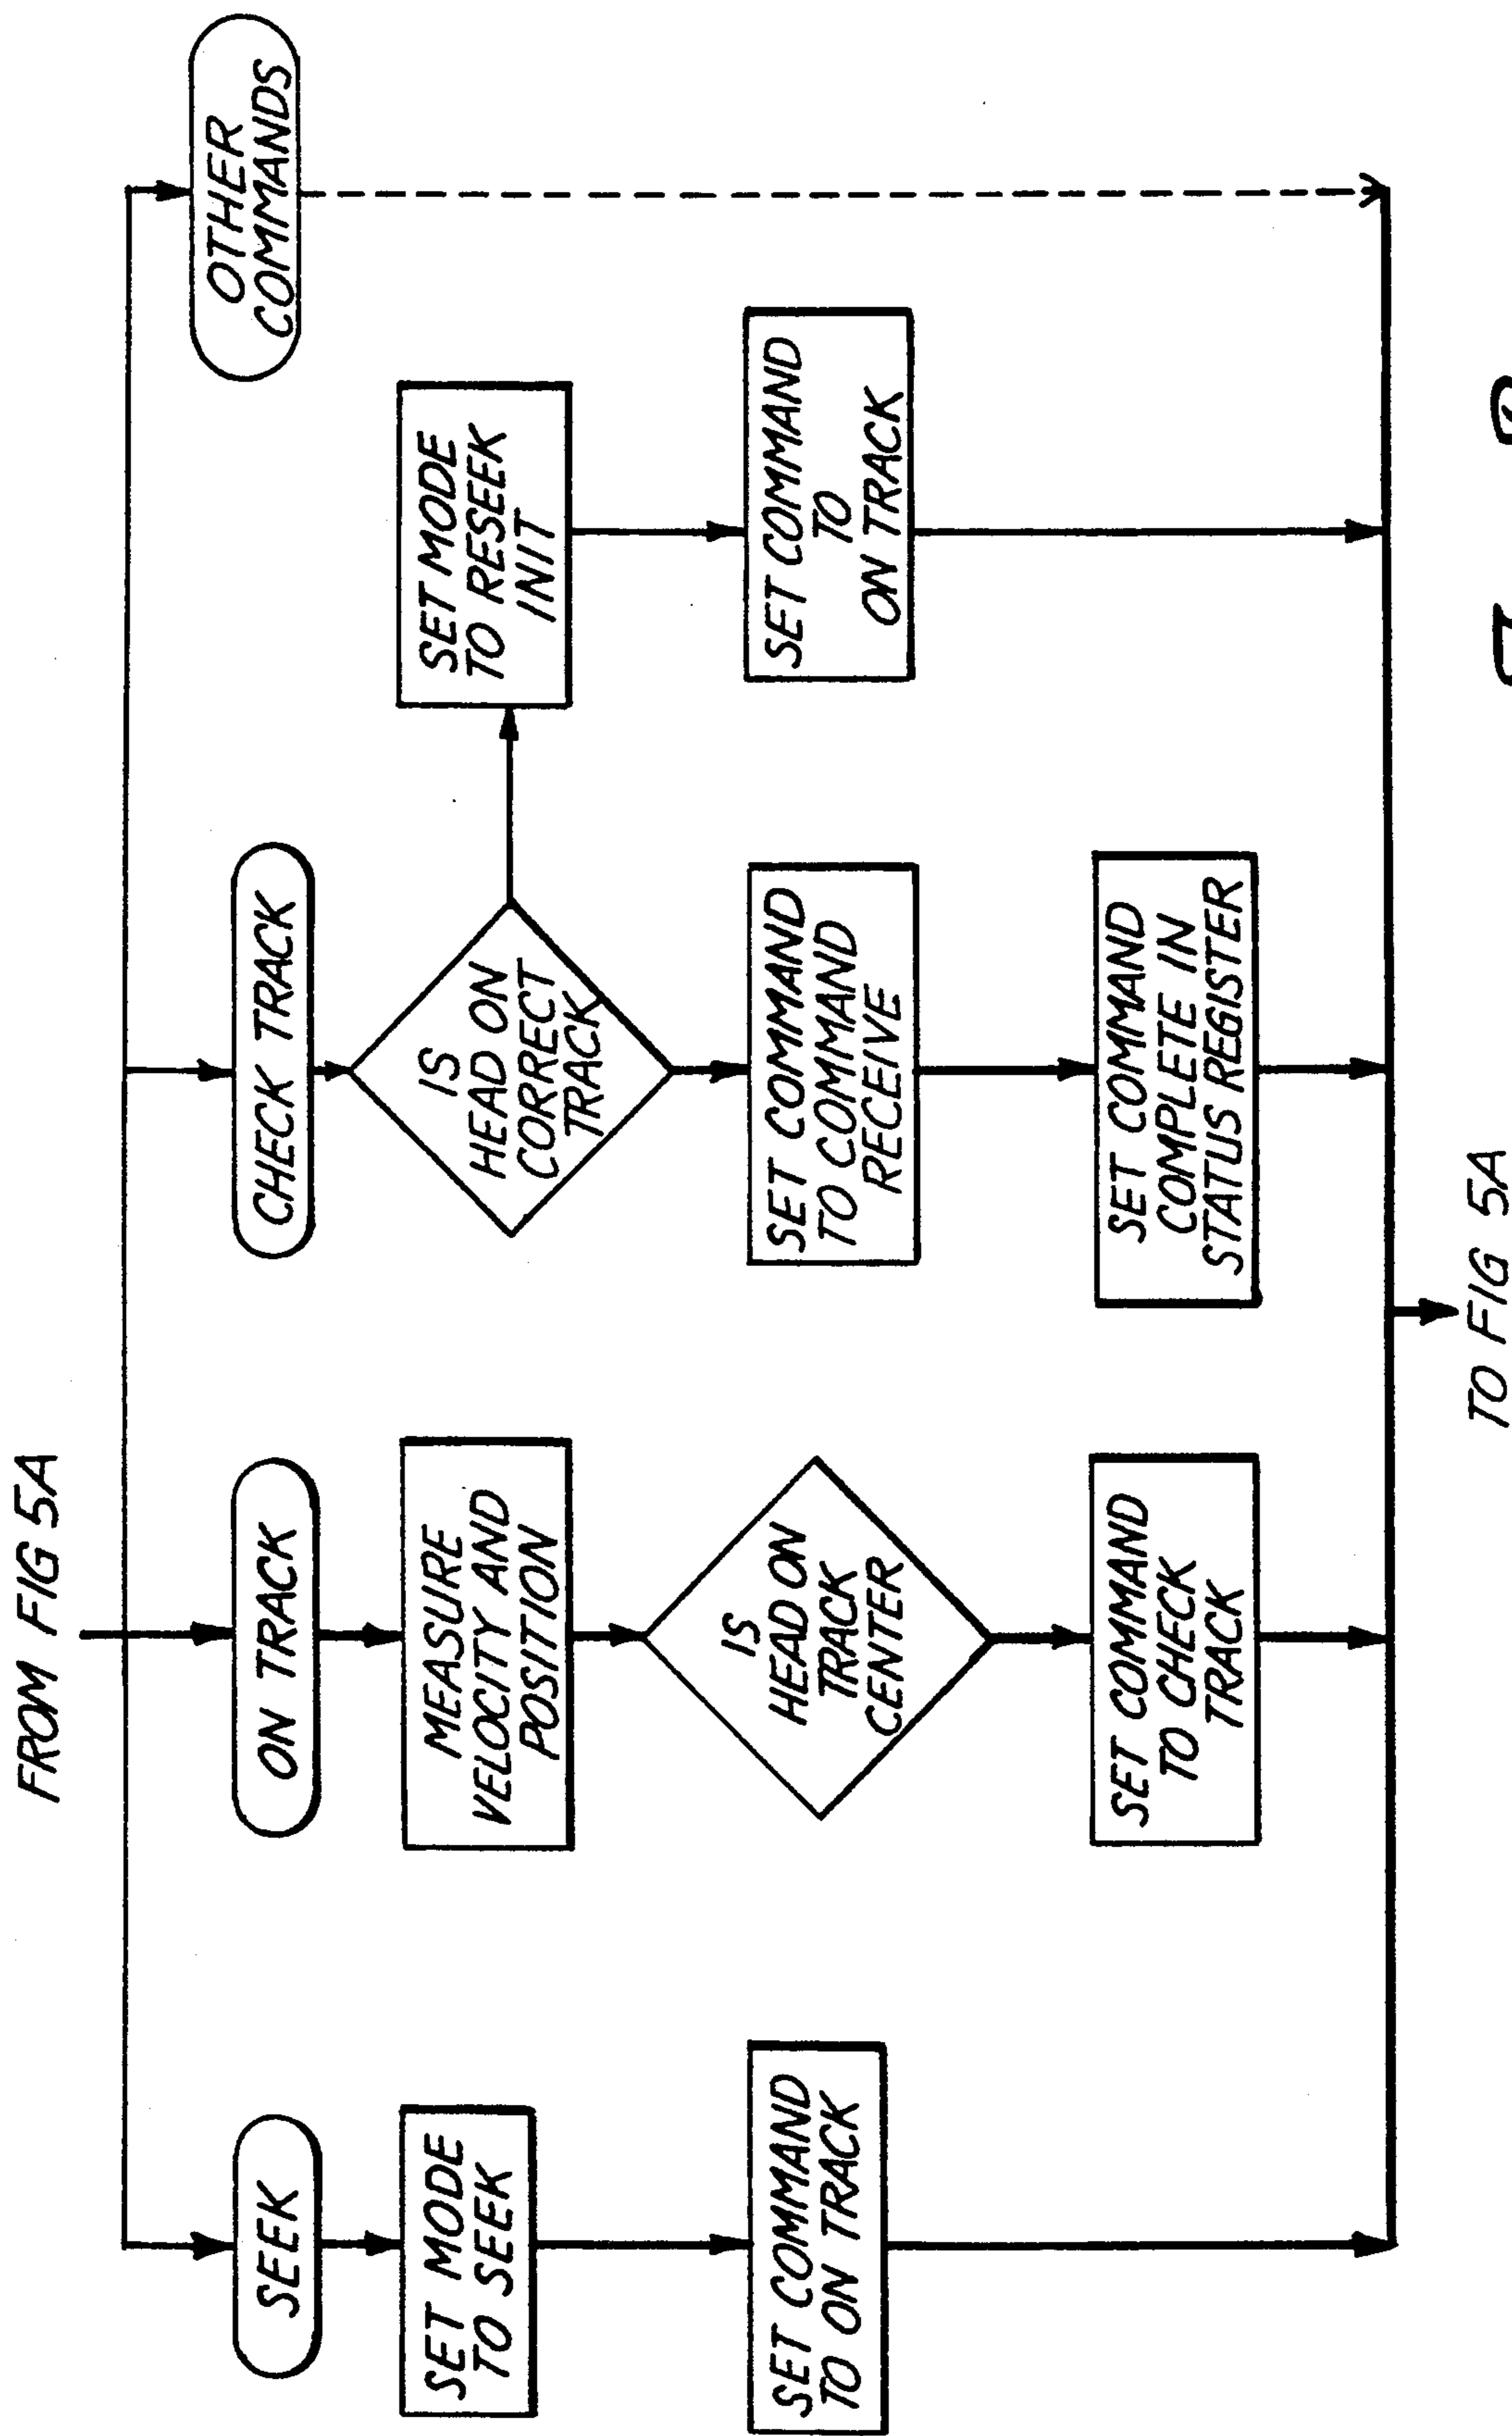 FROM FIG 5A
SEEK
SET MODE
TO SEEK
SET COMMAND
TO ON TRACK
ON TRACK
MEASURE
VELOCITY AND
POSITION
IS
HEAD ON
TRACK
CENTER
SET COMMAND
TO CHECK
TRACK
CHECK TRACK
IS
HEAD ON
CORRECT
TRACK
SET COMMAND
TO COMMAND
RECEIVE
SET COMMAND
COMPLETE IN
STATUS REGISTER
SET MODE
TO RESEEK
INIT
SET COMMAND
TO
ON TRACK
OTHER
COMMANDS
TO FIG 5A